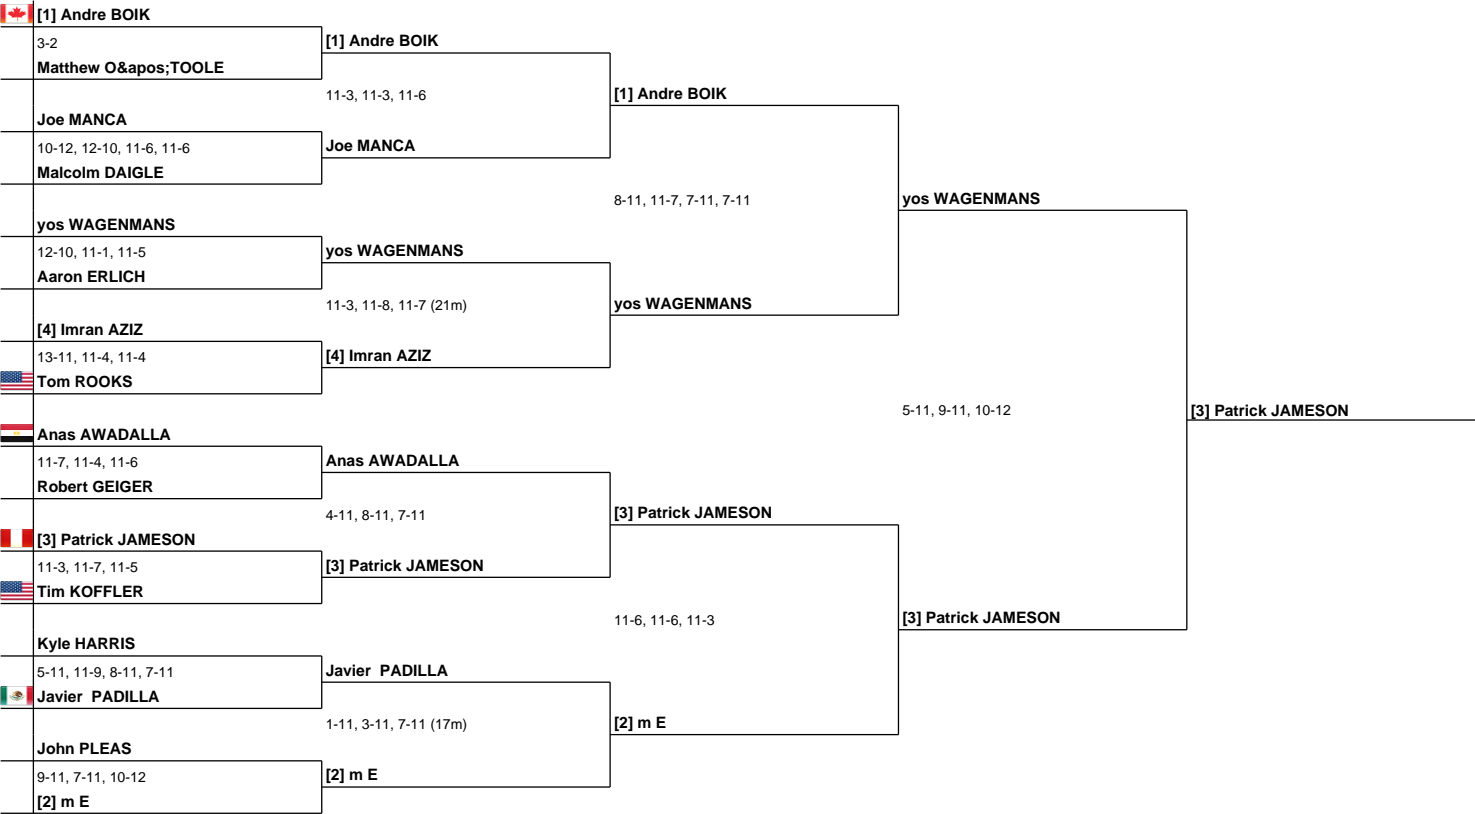 [1] Andre BOIK
3-2
Matthew O&apos;TOOLE
Joe MANCA
10-12, 12-10, 11-6, 11-6
Malcolm DAIGLE
yos WAGENMANS
12-10, 11-1, 11-5
Aaron ERLICH
[4] Imran AZIZ
13-11, 11-4, 11-4
Tom ROOKS
Anas AWADALLA
11-7, 11-4, 11-6
Robert GEIGER
[3] Patrick JAMESON
11-3, 11-7, 11-5
Tim KOFFLER
Kyle HARRIS
5-11, 11-9, 8-11, 7-11
Javier  PADILLA
John PLEAS
9-11, 7-11, 10-12
[2] m E
[1] Andre BOIK
11-3, 11-3, 11-6
Joe MANCA
yos WAGENMANS
11-3, 11-8, 11-7 (21m)
[4] Imran AZIZ
Anas AWADALLA
4-11, 8-11, 7-11
[3] Patrick JAMESON
Javier  PADILLA
1-11, 3-11, 7-11 (17m)
[2] m E
[1] Andre BOIK
8-11, 11-7, 7-11, 7-11
yos WAGENMANS
[3] Patrick JAMESON
11-6, 11-6, 11-3
[2] m E
yos WAGENMANS
5-11, 9-11, 10-12
[3] Patrick JAMESON
[3] Patrick JAMESON